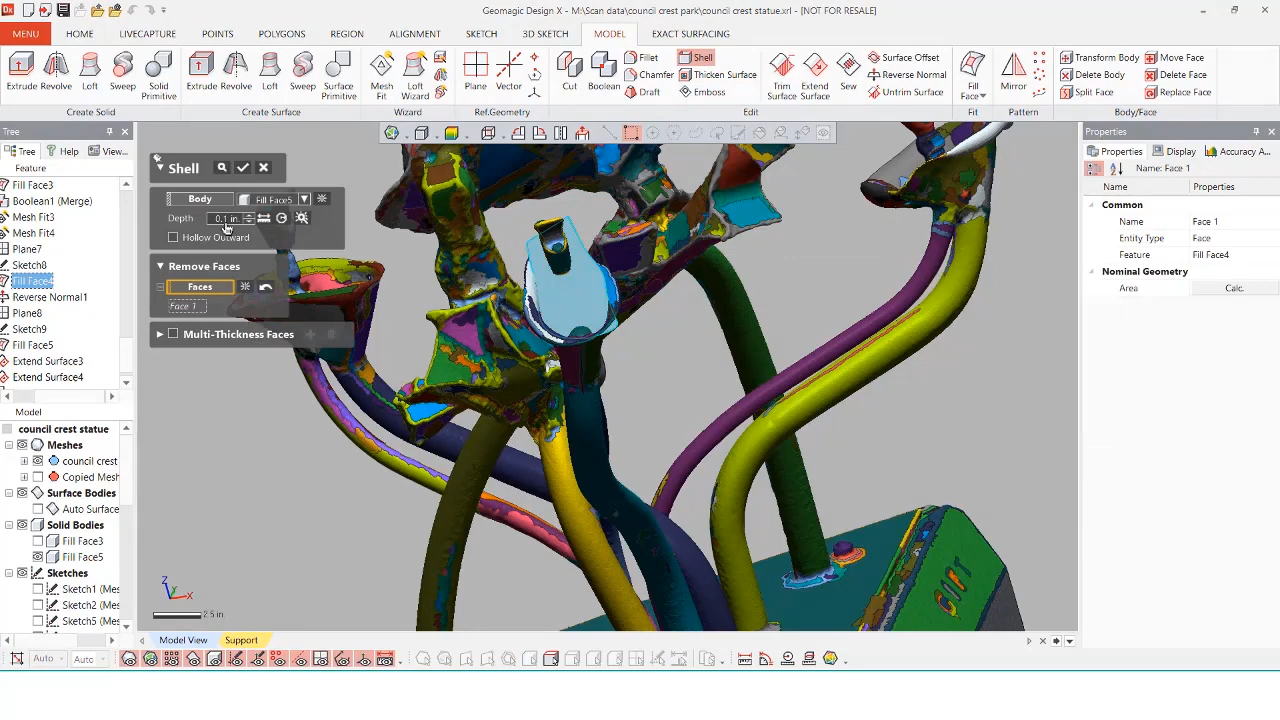 Geomagic Design X - [M:\Scan data\council crest park\council crest statue.xrl] - [NOT FOR RESALE]
MENU HOME LIVECAPTURE POINTS POLYGONS REGION ALIGNMENT SKETCH 3D SKETCH MODEL EXACT SURFACING
Fillet Shell Surface Offset Transform Body Move Face
Chamfer Thicken Surface Reverse Normal Delete Body Delete Face
Extrude Revolve Loft Sweep Solid Primitive Extrude Revolve Loft Sweep Surface Primitive Mesh Fit Loft Wizard Plane Vector Cut Boolean Draft Emboss Trim Surface Extend Surface Sew Untrim Surface Fill Face Mirror Split Face Replace Face
Create Solid Create Surface Wizard Ref.Geometry Edit Fit Pattern Body/Face
Tree
Tree Help View...
Feature
Fill Face3
Boolean1 (Merge)
Mesh Fit3
Mesh Fit4
Plane7
Sketch8
Fill Face4
Reverse Normal1
Plane8
Sketch9
Fill Face5
Extend Surface3
Extend Surface4
Model
council crest statue
Meshes
council crest
Copied Mesh
Surface Bodies
Auto Surface
Solid Bodies
Fill Face3
Fill Face5
Sketches
Sketch1 (Me
Sketch2 (Me
Sketch5 (Me
Shell
Body Fill Face5
Depth 0.1 in.
Hollow Outward
Remove Faces
Faces
Face 1
Multi-Thickness Faces
GIFT
Z
X
2.5 in.
Properties
Properties Display Accuracy A...
Name: Face 1
Name Properties
Common
Name Face 1
Entity Type Face
Feature Fill Face4
Nominal Geometry
Area Calc.
Model View Support
Auto Auto